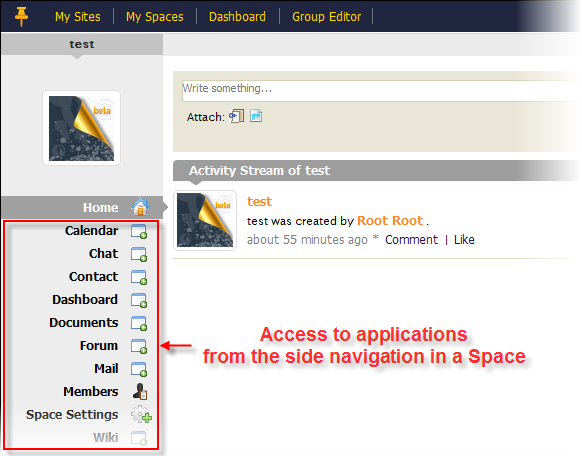 My Sites My Spaces Dashboard Group Editor
test
Write something...
beta
Attach:
Activity Stream of test
Home
beta
test
test was created by Root Root .
about 55 minutes ago * Comment | Like
Calendar
Chat
Contact
Dashboard
Documents
Forum
Mail
Members
Space Settings
Wiki
Access to applications
from the side navigation in a Space